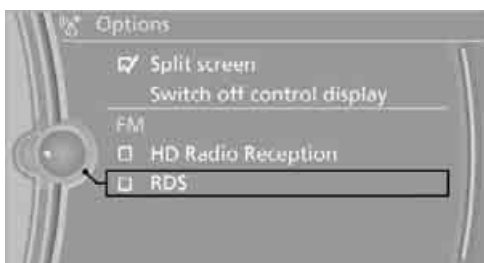 Options
Split screen
Switch off control display
FM
HD Radio Reception
RDS